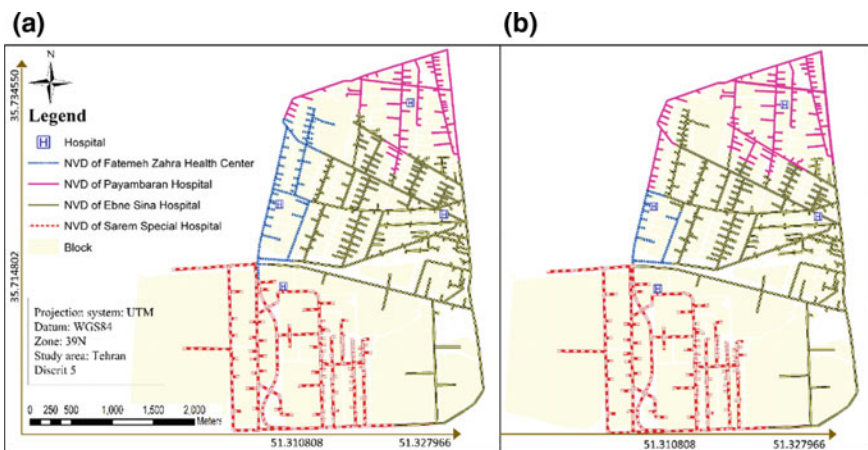 (a)
(b)
N
35.734550
Legend
H
Hospital
NVD of Fatemeh Zahra Health Center
NVD of Payambaran Hospital
NVD of Ebne Sina Hospital
NVD of Sarem Special Hospital
Block
35.714802
Projection system: UTM
Datum: WGS84
Zone: 39N
Study area: Tehran
Discrit 5
0 250 500 1,000 1,500 2,000
Meters
H
H
H
H
H
H
H
H
51.310808
51.327966
51.310808
51.327966